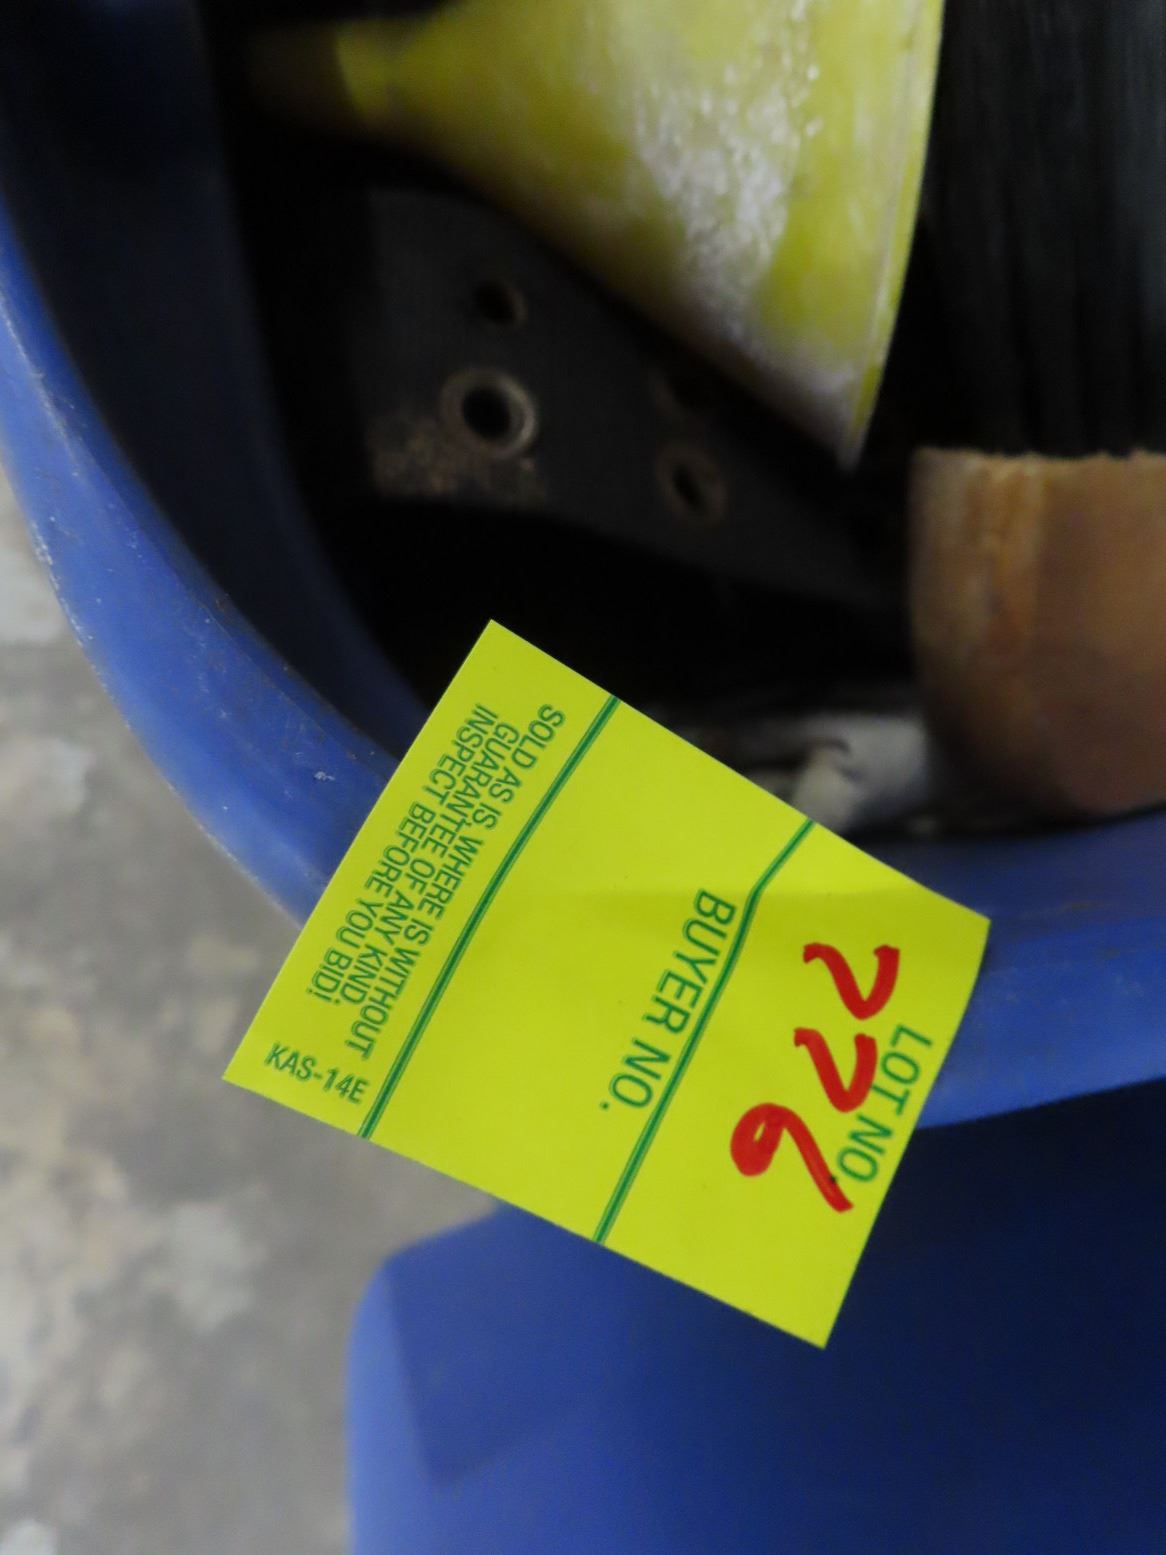 LOT NO.
776
BUYER NO.
SOLD AS IS, WHERE IS WITHOUT
GUARANTEE OF ANY KIND.
INSPECT BEFORE YOU BID!
KAS-14E